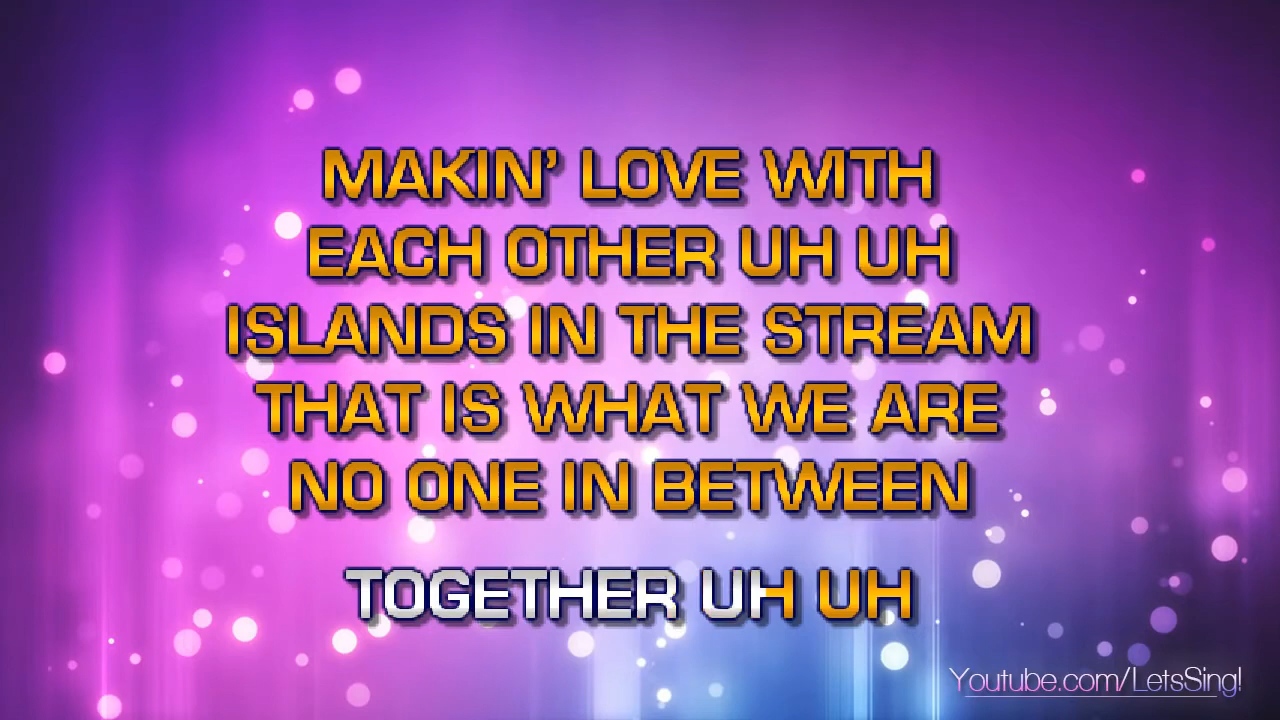 MAKIN' LOVE WITH
EACH OTHER UH UH
ISLANDS IN THE STREAM
THAT IS WHAT WE ARE
NO ONE IN BETWEEN
TOGETHER UH UH
Youtube.com/LetsSing!